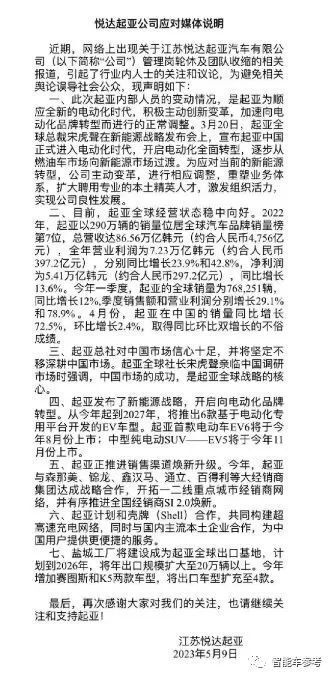 悦达起亚公司应对媒体说明
近期，网络上出现关于江苏悦达起亚汽车有限公
司（以下简称“公司”）管理岗轮休及团队收缩的相关
报道，引起了行业内人士的关注和议论，为避免相关
舆论误导社会公众，现声明如下：
一、此次起亚内部人员的变动情况，是起亚为顺
应全新的电动化时代，积极主动创新变革，加速向电
动化品牌转型而进行的正常调整。3月20日，起亚全
球总裁宋虎聲在新能源战略发布会上，宣布起亚中国
正式进入电动化时代，开启电动化全面转型，逐步从
燃油车市场向新能源市场过渡。为应对当前的新能源
转型，公司主动变革，进行相应调整，重塑业务体
系，扩大聘用专业的本土精英人才，激发组织活力，
实现公司良性发展。
二、目前，起亚全球经营状态稳中向好。2022
年，起亚以290万辆的销量位居全球汽车品牌销量榜
第7位，总营收达86.56万亿韩元（约合人民币4,756亿
元），全年营业利润为7.23万亿韩元（约合人民币
397.2亿元），分别同比增长23.9%和42.8%，净利润
为5.41万亿韩元（约合人民币297.2亿元），同比增长
13.6%。今年一季度，起亚的全球销量为768,251辆，
同比增长12%,季度销售额和营业利润分别增长29.1%
和78.9%。4月，起亚在中国的销量同比增长
72.5%，环比增长2.4%，取得同比环比双增长的不俗
成绩。
三、起亚总社对中国市场信心十足，并将坚定不
移深耕中国市场。起亚全球社长宋虎聲亲临中国调研
市场时强调，中国市场的成功，是起亚全球战略的核
心。
四、起亚发布了新能源战略，开启向电动化品牌
转型。从今年起到2027年，将推出6款基于电动化专
用平台开发的EV车型。起亚首款电动车EV6将于今
年8月份上市；中型纯电动SUV——EV5将于今年11
月份上市。
五、起亚正推进销售渠道焕新升级。今年，起亚
与森那美、锦龙、鑫汉马、通立、百得利等大经销商
集团达成战略合作，开拓一二线重点城市经销商网
络，并有序推进全国经销商SI 2.0焕新。
六、起亚计划和壳牌（Shell）合作，共同构建超
高速充电网络，同时与国内主流本土企业合作，为中
国用户提供更便捷的服务。
七、盐城工厂将建设成为起亚全球出口基地，计
划到2026年，将年出口规模扩大至20万辆以上。今年
增加赛图斯和K5两款车型，将出口车型扩充至4款。
最后，再次感谢大家对我们的关注，也请继续关
注和支持起亚！
江苏悦达起亚
2023年5月9日
智能车参考